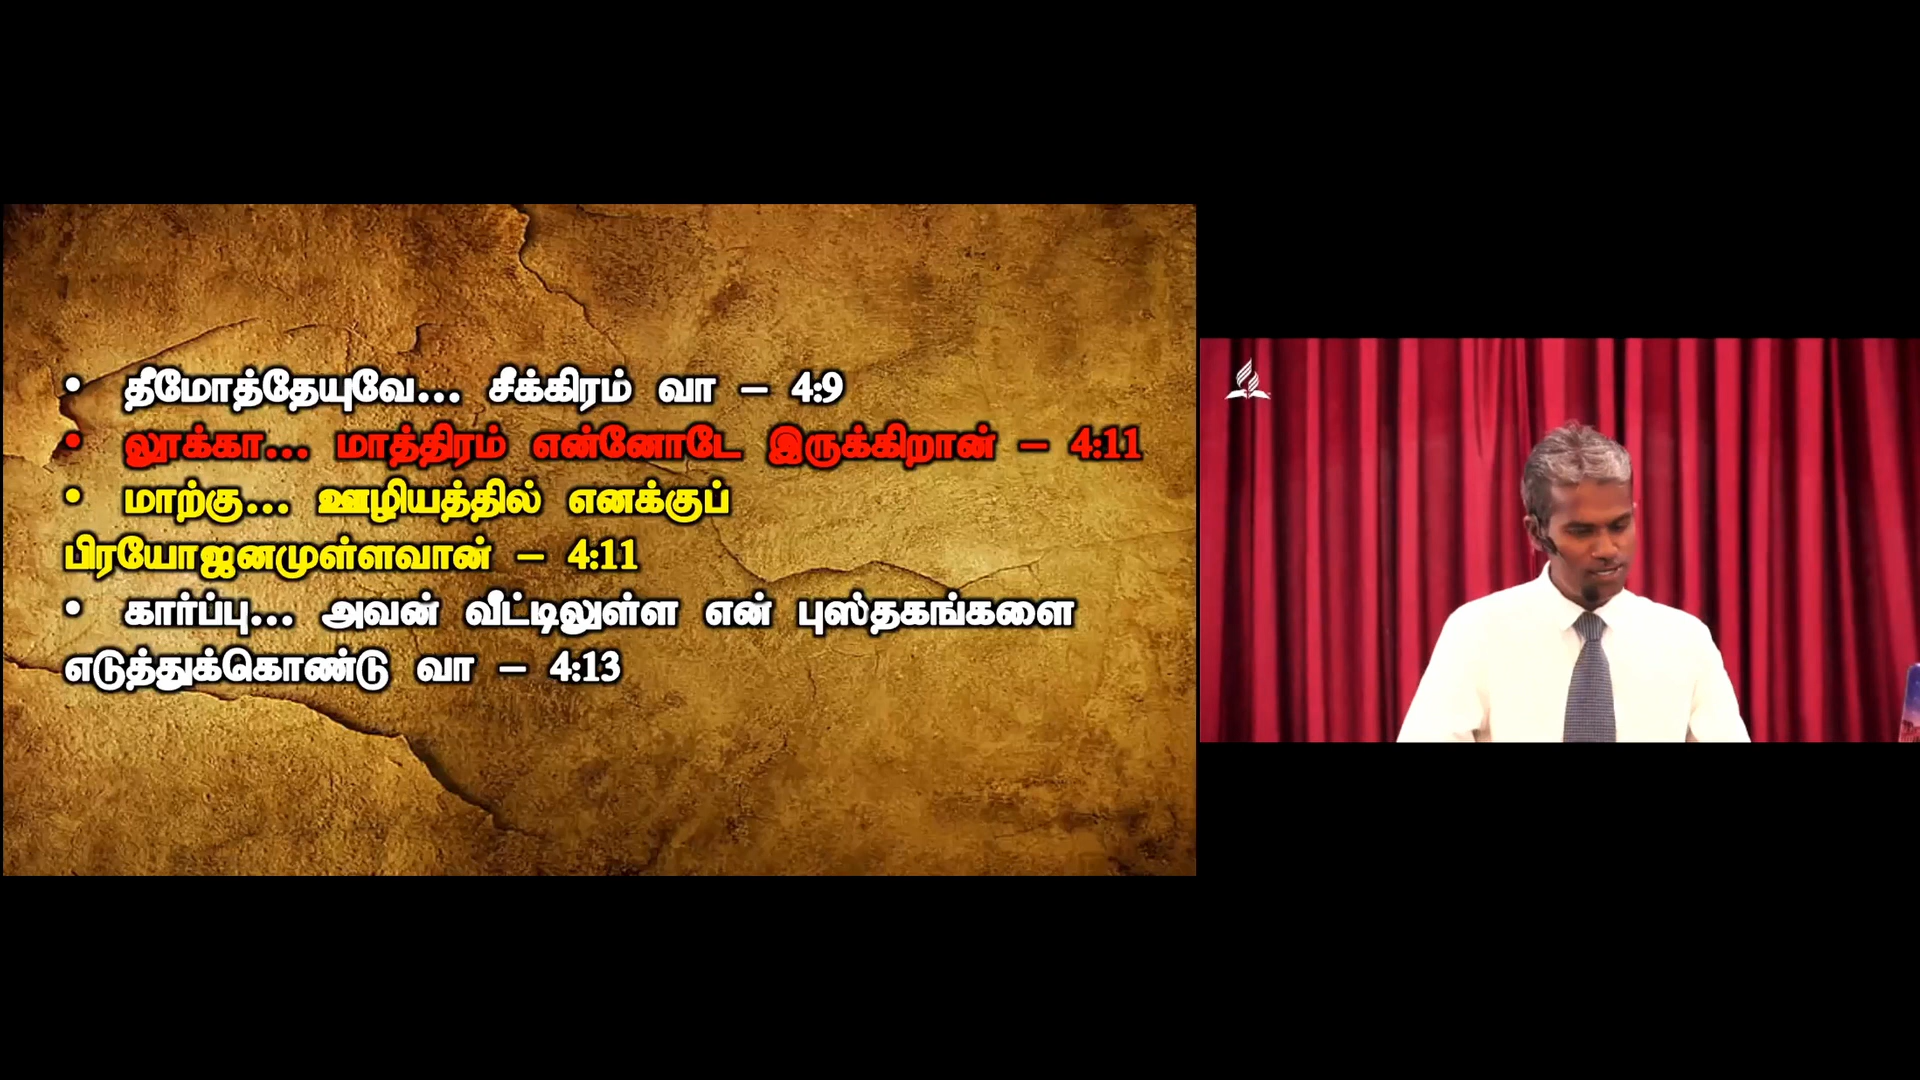 • தீமோத்தேயுவே... சீக்கிரம் வா – 4:9
• லூக்கா... மாத்திரம் என்னோடே இருக்கிறான் – 4:11
• மாற்கு... ஊழியத்தில் எனக்குப்
பிரயோஜனமுள்ளவான் – 4:11
• கார்ப்பு... அவன் வீட்டிலுள்ள என் புஸ்தகங்களை
எடுத்துக்கொண்டு வா – 4:13